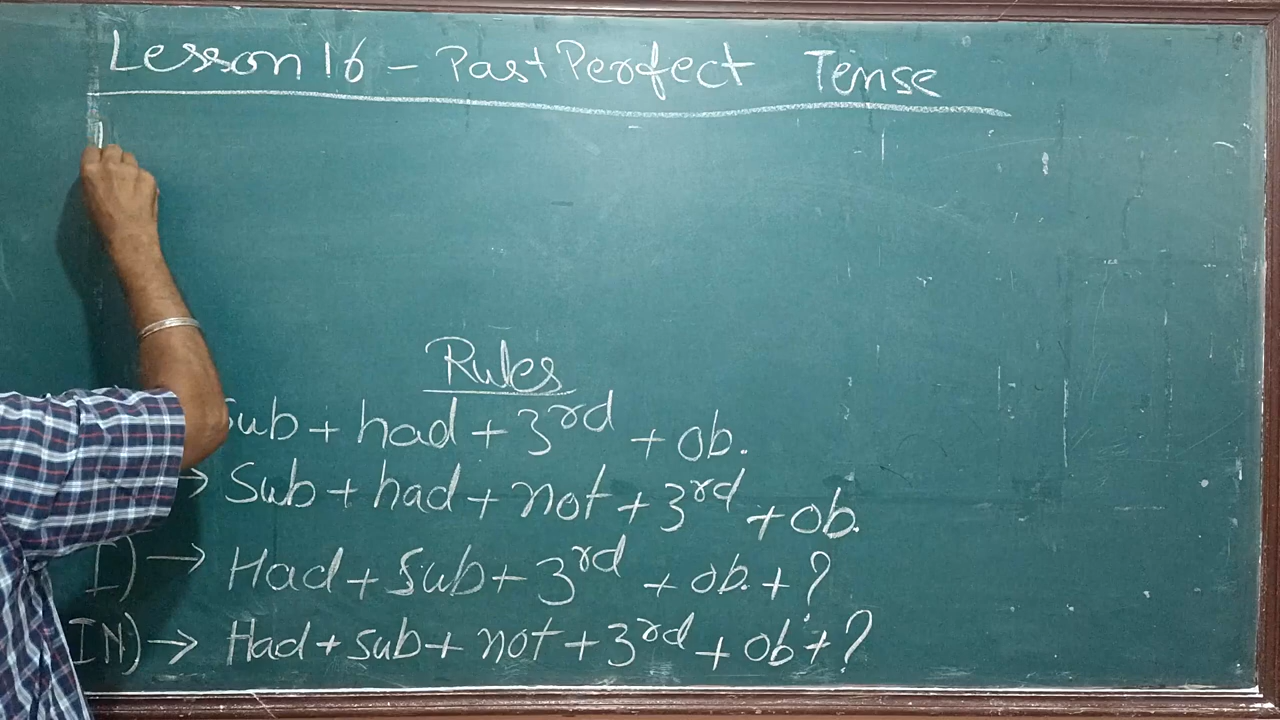 Lesson 16 - Past Perfect Tense
Rules
Sub + had + 3rd + ob.
→ Sub + had + not + 3rd + ob.
I) → Had + sub + 3rd + ob. + ?
IN) → Had + sub + not + 3rd + ob + ?